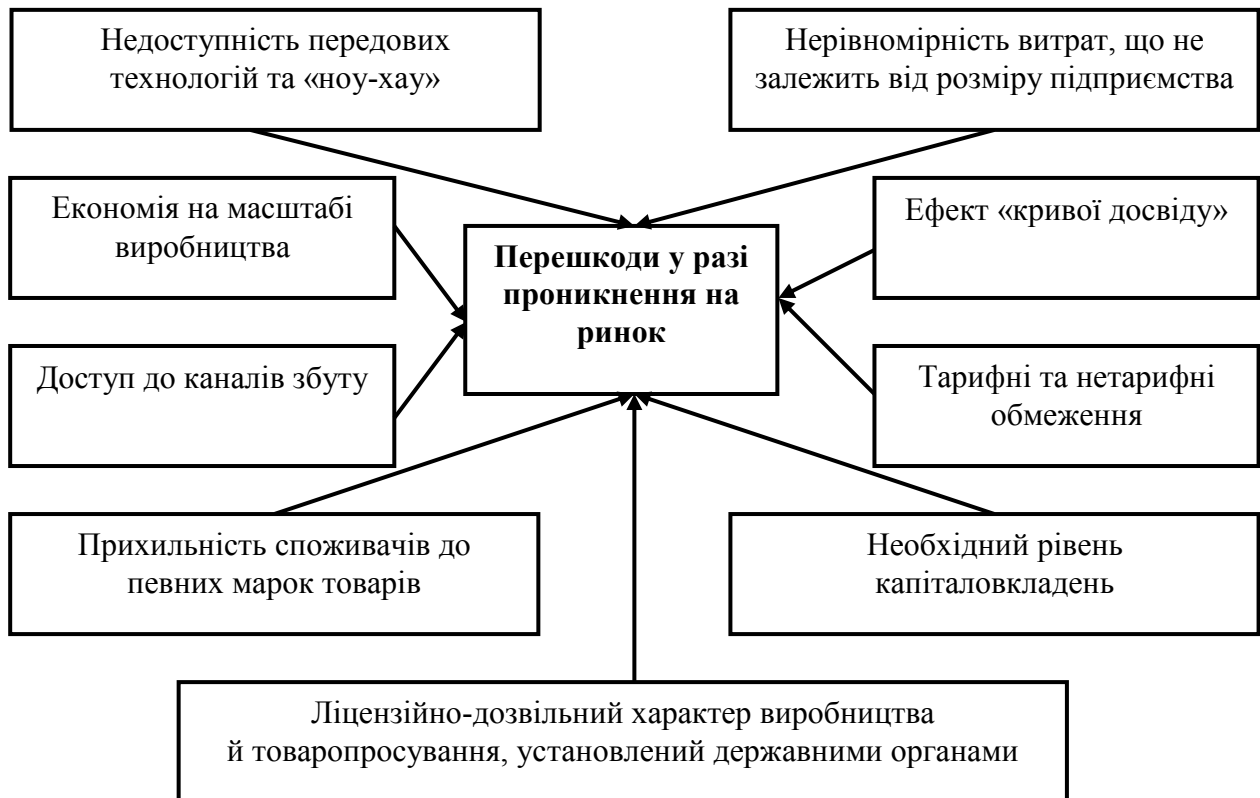 Недоступність передових
технологій та «ноу-хау»
Нерівномірність витрат, що не
залежить від розміру підприємства
Економія на масштабі
виробництва
Ефект «кривої досвіду»
Перешкоди у разі
проникнення на
ринок
Доступ до каналів збуту
Тарифні та нетарифні
обмеження
Прихильність споживачів до
певних марок товарів
Необхідний рівень
капіталовкладень
Ліцензійно-дозвільний характер виробництва
й товаропросування, установлений державними органами